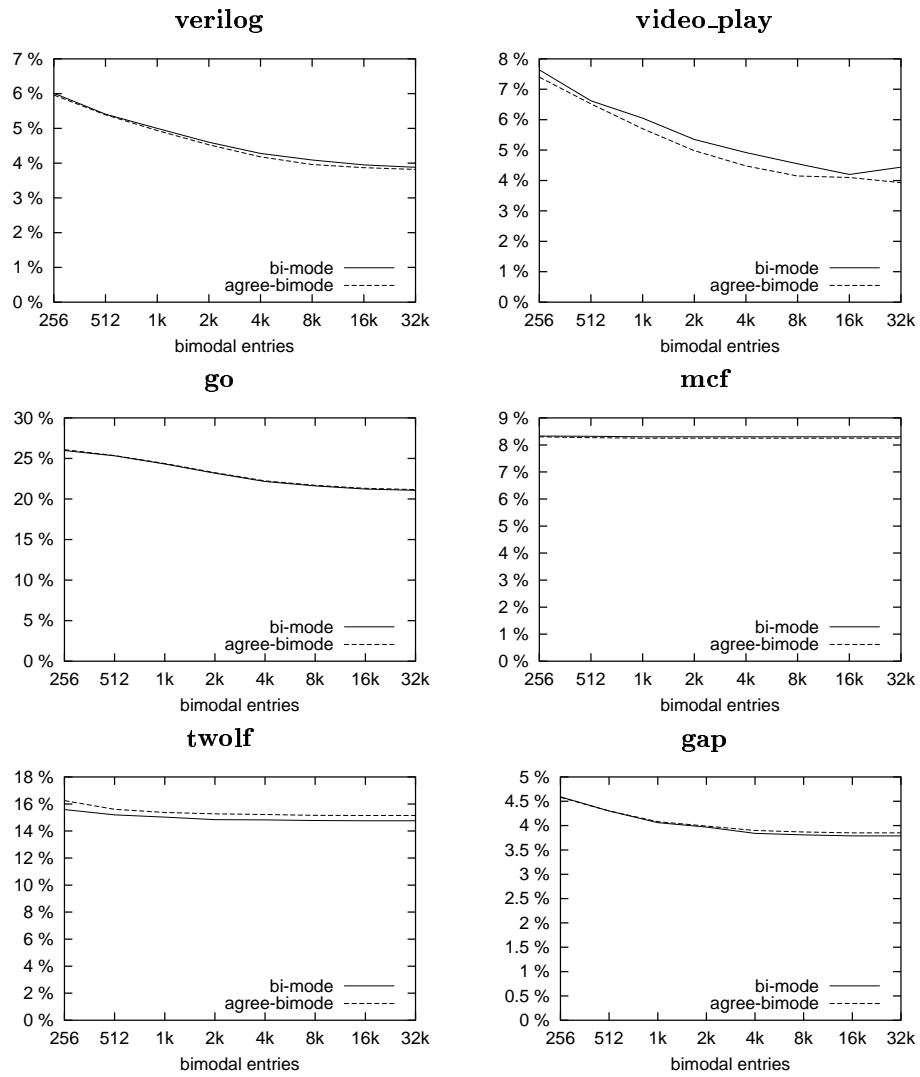 verilog
7 %
6 %
5 %
4 %
3 %
2 %
1 %
0 %
bi-mode
agree-bimode
256 512 1k 2k 4k 8k 16k 32k
bimodal entries
video_play
8 %
7 %
6 %
5 %
4 %
3 %
2 %
1 %
0 %
bi-mode
agree-bimode
256 512 1k 2k 4k 8k 16k 32k
bimodal entries
go
30 %
25 %
20 %
15 %
10 %
5 %
0 %
bi-mode
agree-bimode
256 512 1k 2k 4k 8k 16k 32k
bimodal entries
mcf
9 %
8 %
7 %
6 %
5 %
4 %
3 %
2 %
1 %
0 %
bi-mode
agree-bimode
256 512 1k 2k 4k 8k 16k 32k
bimodal entries
twolf
18 %
16 %
14 %
12 %
10 %
8 %
6 %
4 %
2 %
0 %
bi-mode
agree-bimode
256 512 1k 2k 4k 8k 16k 32k
bimodal entries
gap
5 %
4.5 %
4 %
3.5 %
3 %
2.5 %
2 %
1.5 %
1 %
0.5 %
0 %
bi-mode
agree-bimode
256 512 1k 2k 4k 8k 16k 32k
bimodal entries